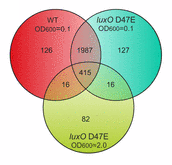 WT
OD600=0.1
luxO D47E
OD600=0.1
126
1987
127
415
16
16
82
luxO D47E
OD600=2.0